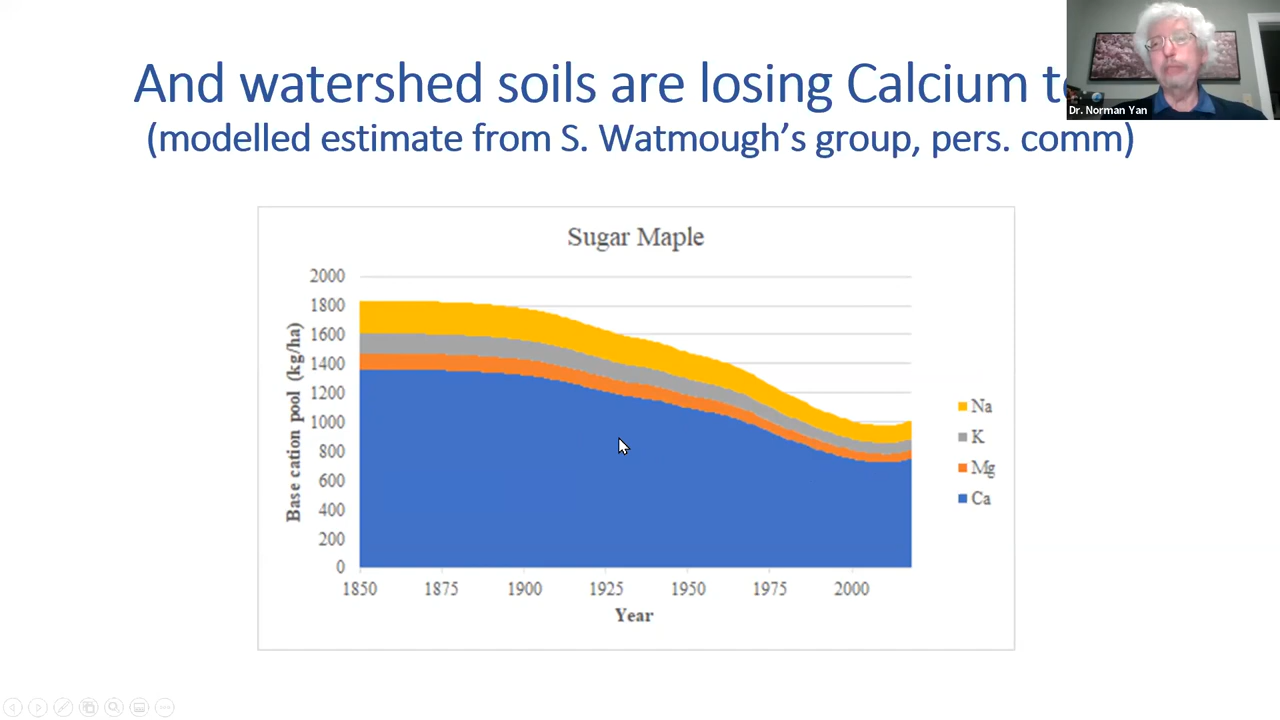 And watershed soils are losing Calcium
(modelled estimate from S. Watmough's group, pers. comm)
Dr. Norman Yan
Sugar Maple
Base cation pool (kg/ha)
2000
1800
1600
1400
1200
1000
800
600
400
200
0
1850 1875 1900 1925 1950 1975 2000
Year
Na
K
Mg
Ca